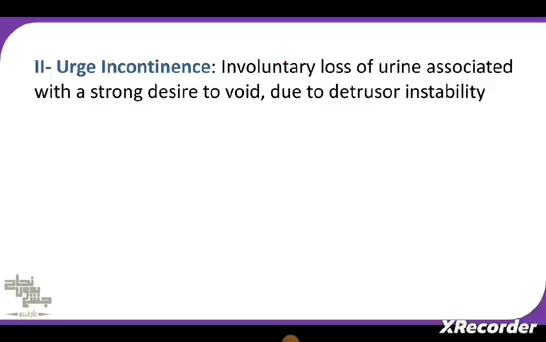 II- Urge Incontinence: Involuntary loss of urine associated
with a strong desire to void, due to detrusor instability
XRecorder